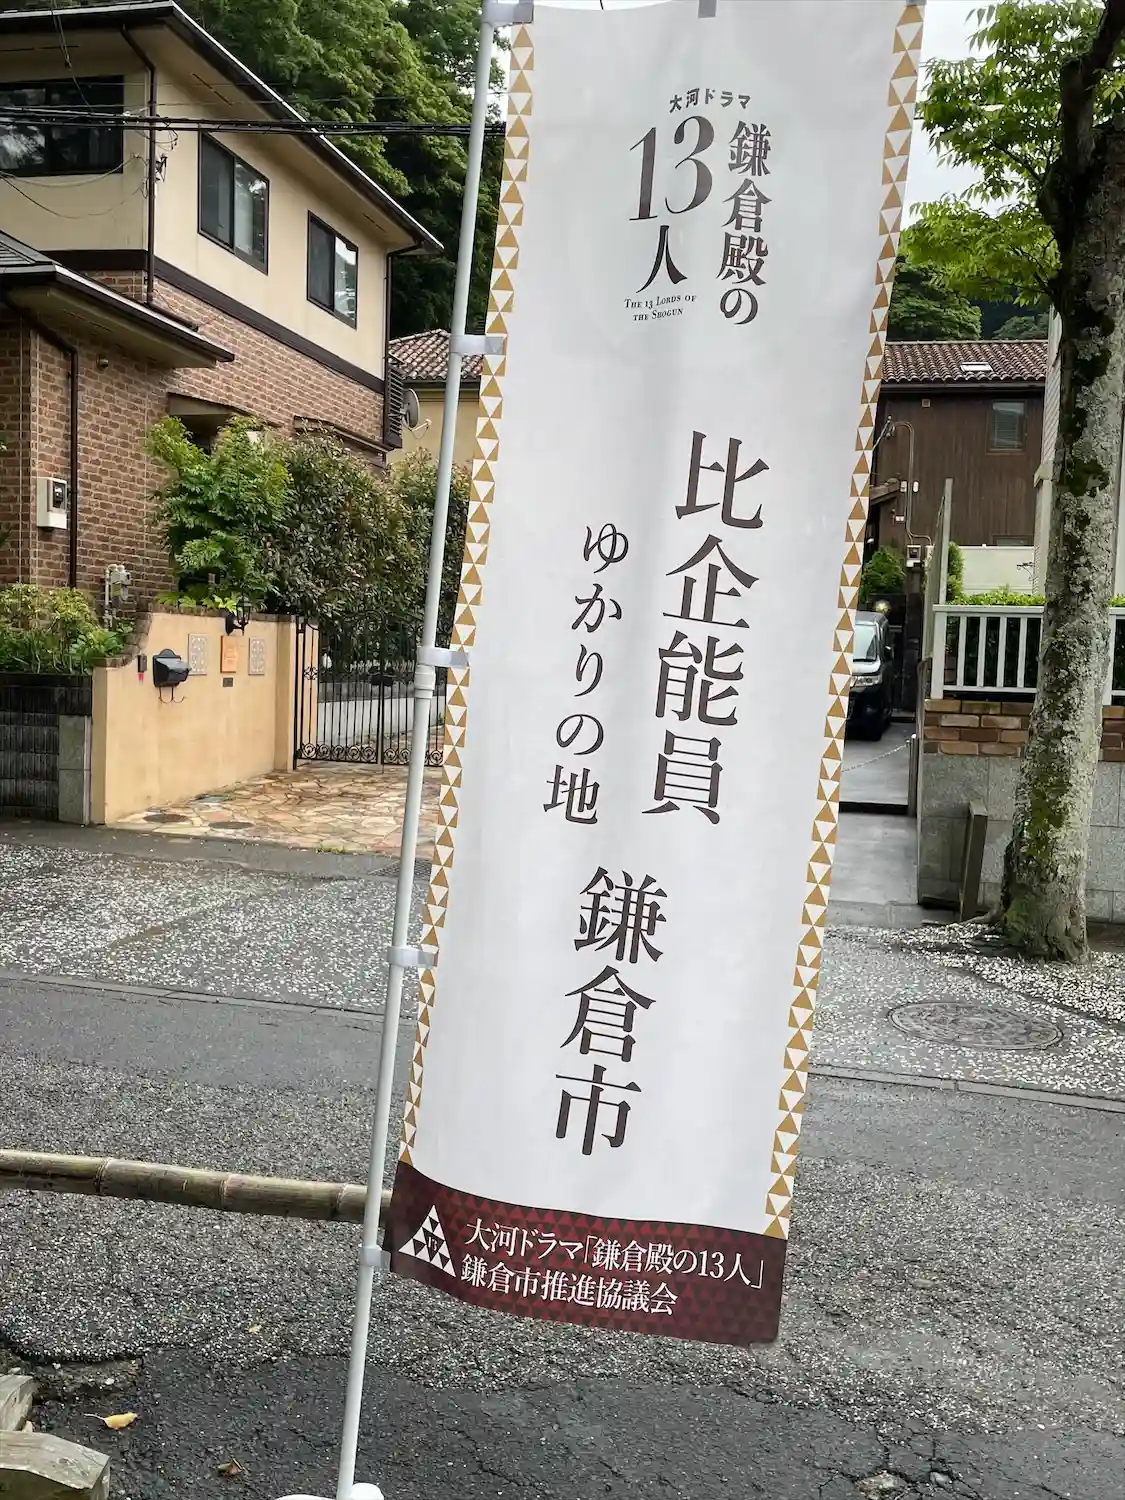 大河ドラマ
鎌倉殿の
13人
THE 13 LORDS OF
THE SHOGUN
比企能員
ゆかりの地
鎌倉市
13
大河ドラマ「鎌倉殿の13人」
鎌倉市推進協議会